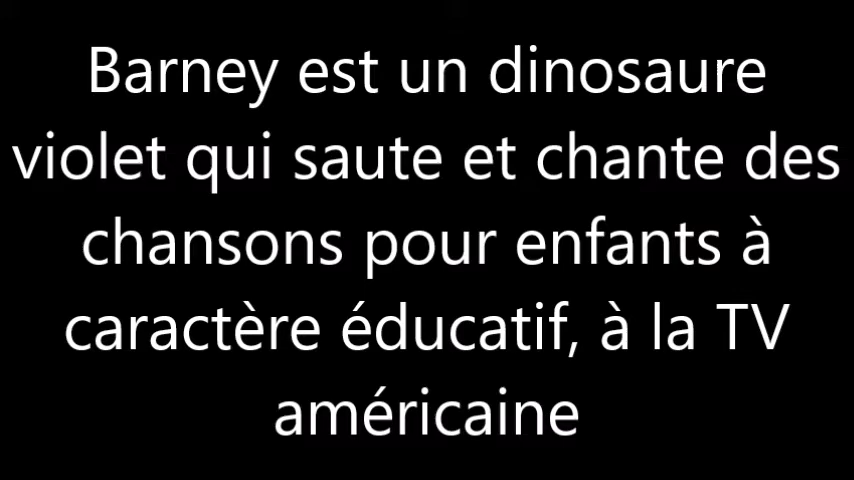 Barney est un dinosaure
violet qui saute et chante des
chansons pour enfants à
caractère éducatif, à la TV
américaine